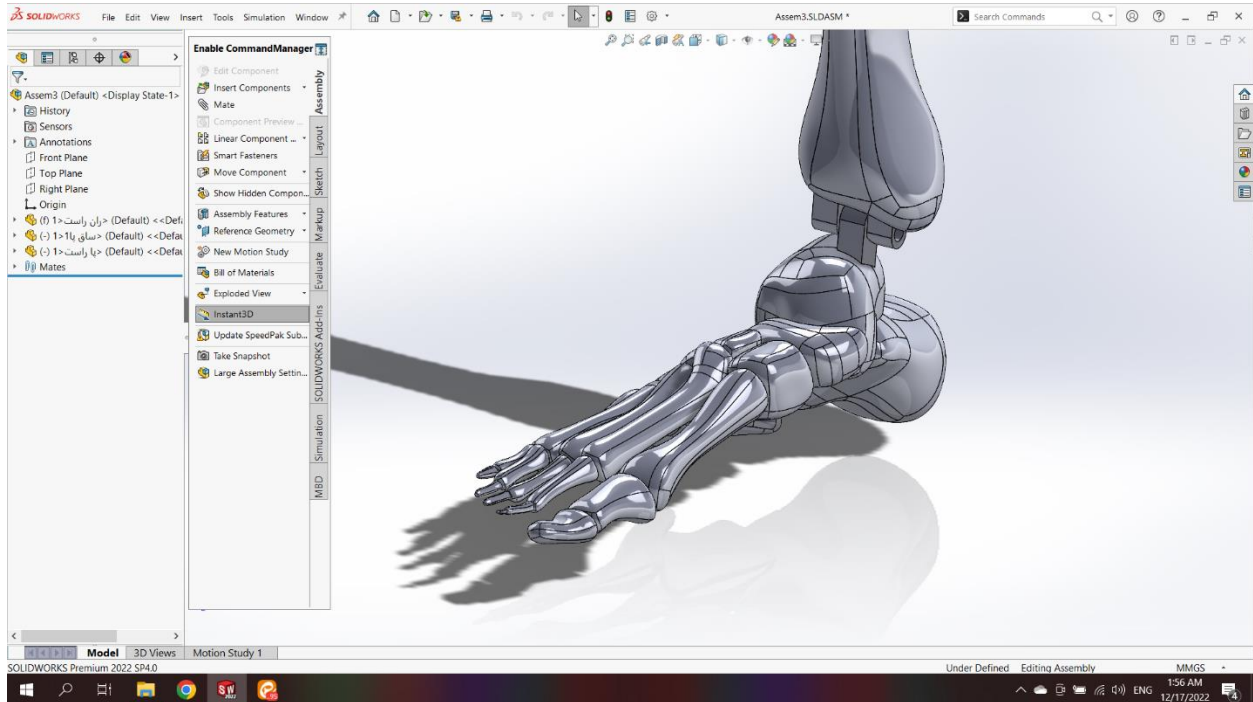 SOLIDWORKS File Edit View Insert Tools Simulation Window
Assem3.SLDASM *
Search Commands
Enable CommandManager
Edit Component
Insert Components
Mate
Component Preview ...
Linear Component ...
Smart Fasteners
Move Component
Show Hidden Compon...
Assembly Features
Reference Geometry
New Motion Study
Bill of Materials
Exploded View
Instant3D
Update SpeedPak Sub...
Take Snapshot
Large Assembly Settin...
Assembly
Layout
Sketch
Markup
Evaluate
SOLIDWORKS Add-Ins
Simulation
MBD
Assem3 (Default) <Display State-1>
History
Sensors
Annotations
Front Plane
Top Plane
Right Plane
Origin
(f) ران راست<1> (Default) <<Defa
(-) ساق پا1<1> (Default) <<Defau
(-) پا راست<1> (Default) <<Defau
Mates
Model 3D Views Motion Study 1
SOLIDWORKS Premium 2022 SP4.0
Under Defined Editing Assembly MMGS
ENG
1:56 AM
12/17/2022
4